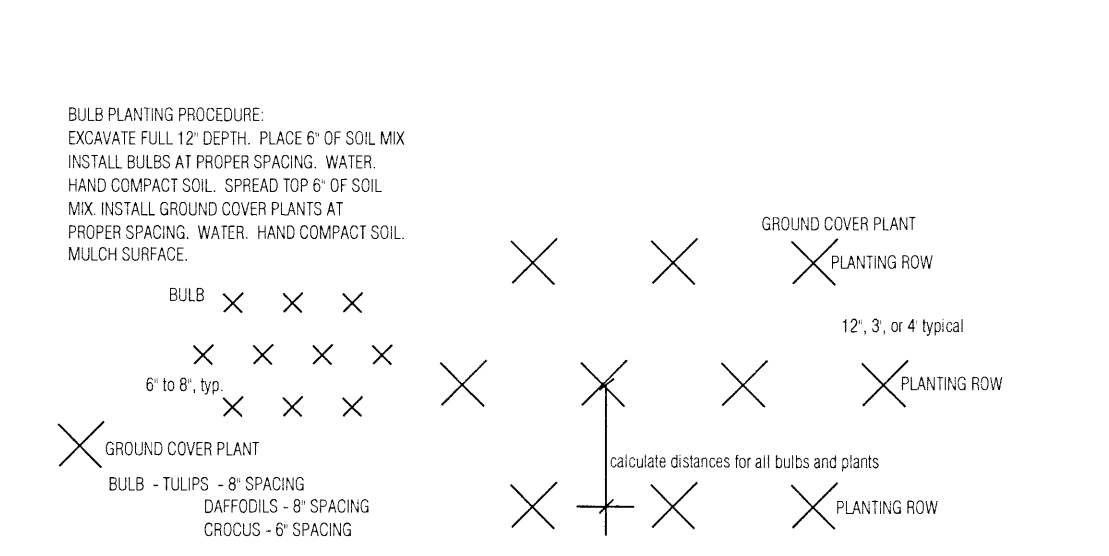 BULB PLANTING PROCEDURE:
EXCAVATE FULL 12" DEPTH. PLACE 6" OF SOIL MIX
INSTALL BULBS AT PROPER SPACING. WATER.
HAND COMPACT SOIL. SPREAD TOP 6" OF SOIL
MIX. INSTALL GROUND COVER PLANTS AT
PROPER SPACING. WATER. HAND COMPACT SOIL.
MULCH SURFACE.
BULB
6" to 8", typ.
GROUND COVER PLANT
BULB - TULIPS - 8" SPACING
DAFFODILS - 8" SPACING
CROCUS - 6" SPACING
GROUND COVER PLANT
PLANTING ROW
12", 3', or 4' typical
PLANTING ROW
calculate distances for all bulbs and plants
PLANTING ROW